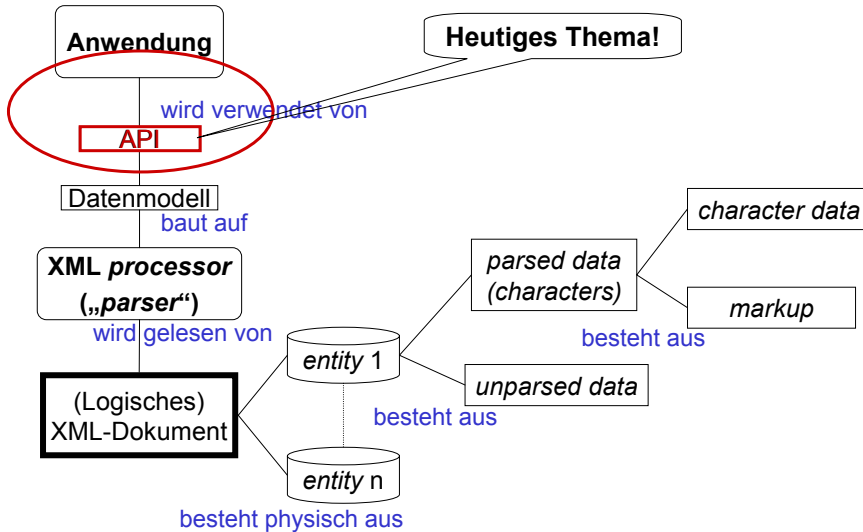 Anwendung
Heutiges Thema!
wird verwendet von
API
Datenmodell
baut auf
character data
XML processor
(„parser“)
parsed data
(characters)
markup
wird gelesen von
besteht aus
entity 1
unparsed data
(Logisches)
XML-Dokument
besteht aus
entity n
besteht physisch aus